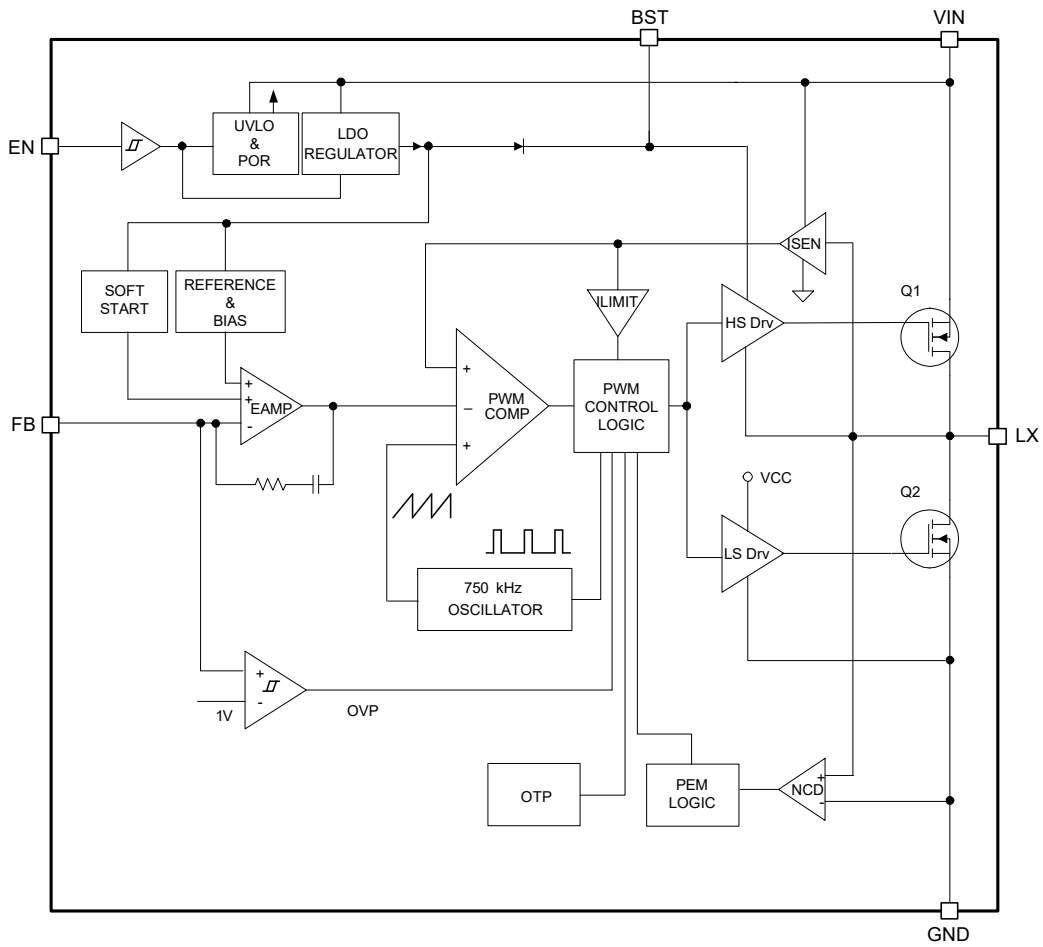 BST
VIN
EN
UVLO
&
POR
LDO
REGULATOR
SOFT
START
REFERENCE
&
BIAS
ISEN
ILIMIT
HS Drv
Q1
+
+
-
EAMP
+
–
+
PWM
COMP
PWM
CONTROL
LOGIC
FB
LX
VCC
Q2
LS Drv
750 kHz
OSCILLATOR
+
-
1V
OVP
OTP
PEM
LOGIC
NCD
+
-
GND